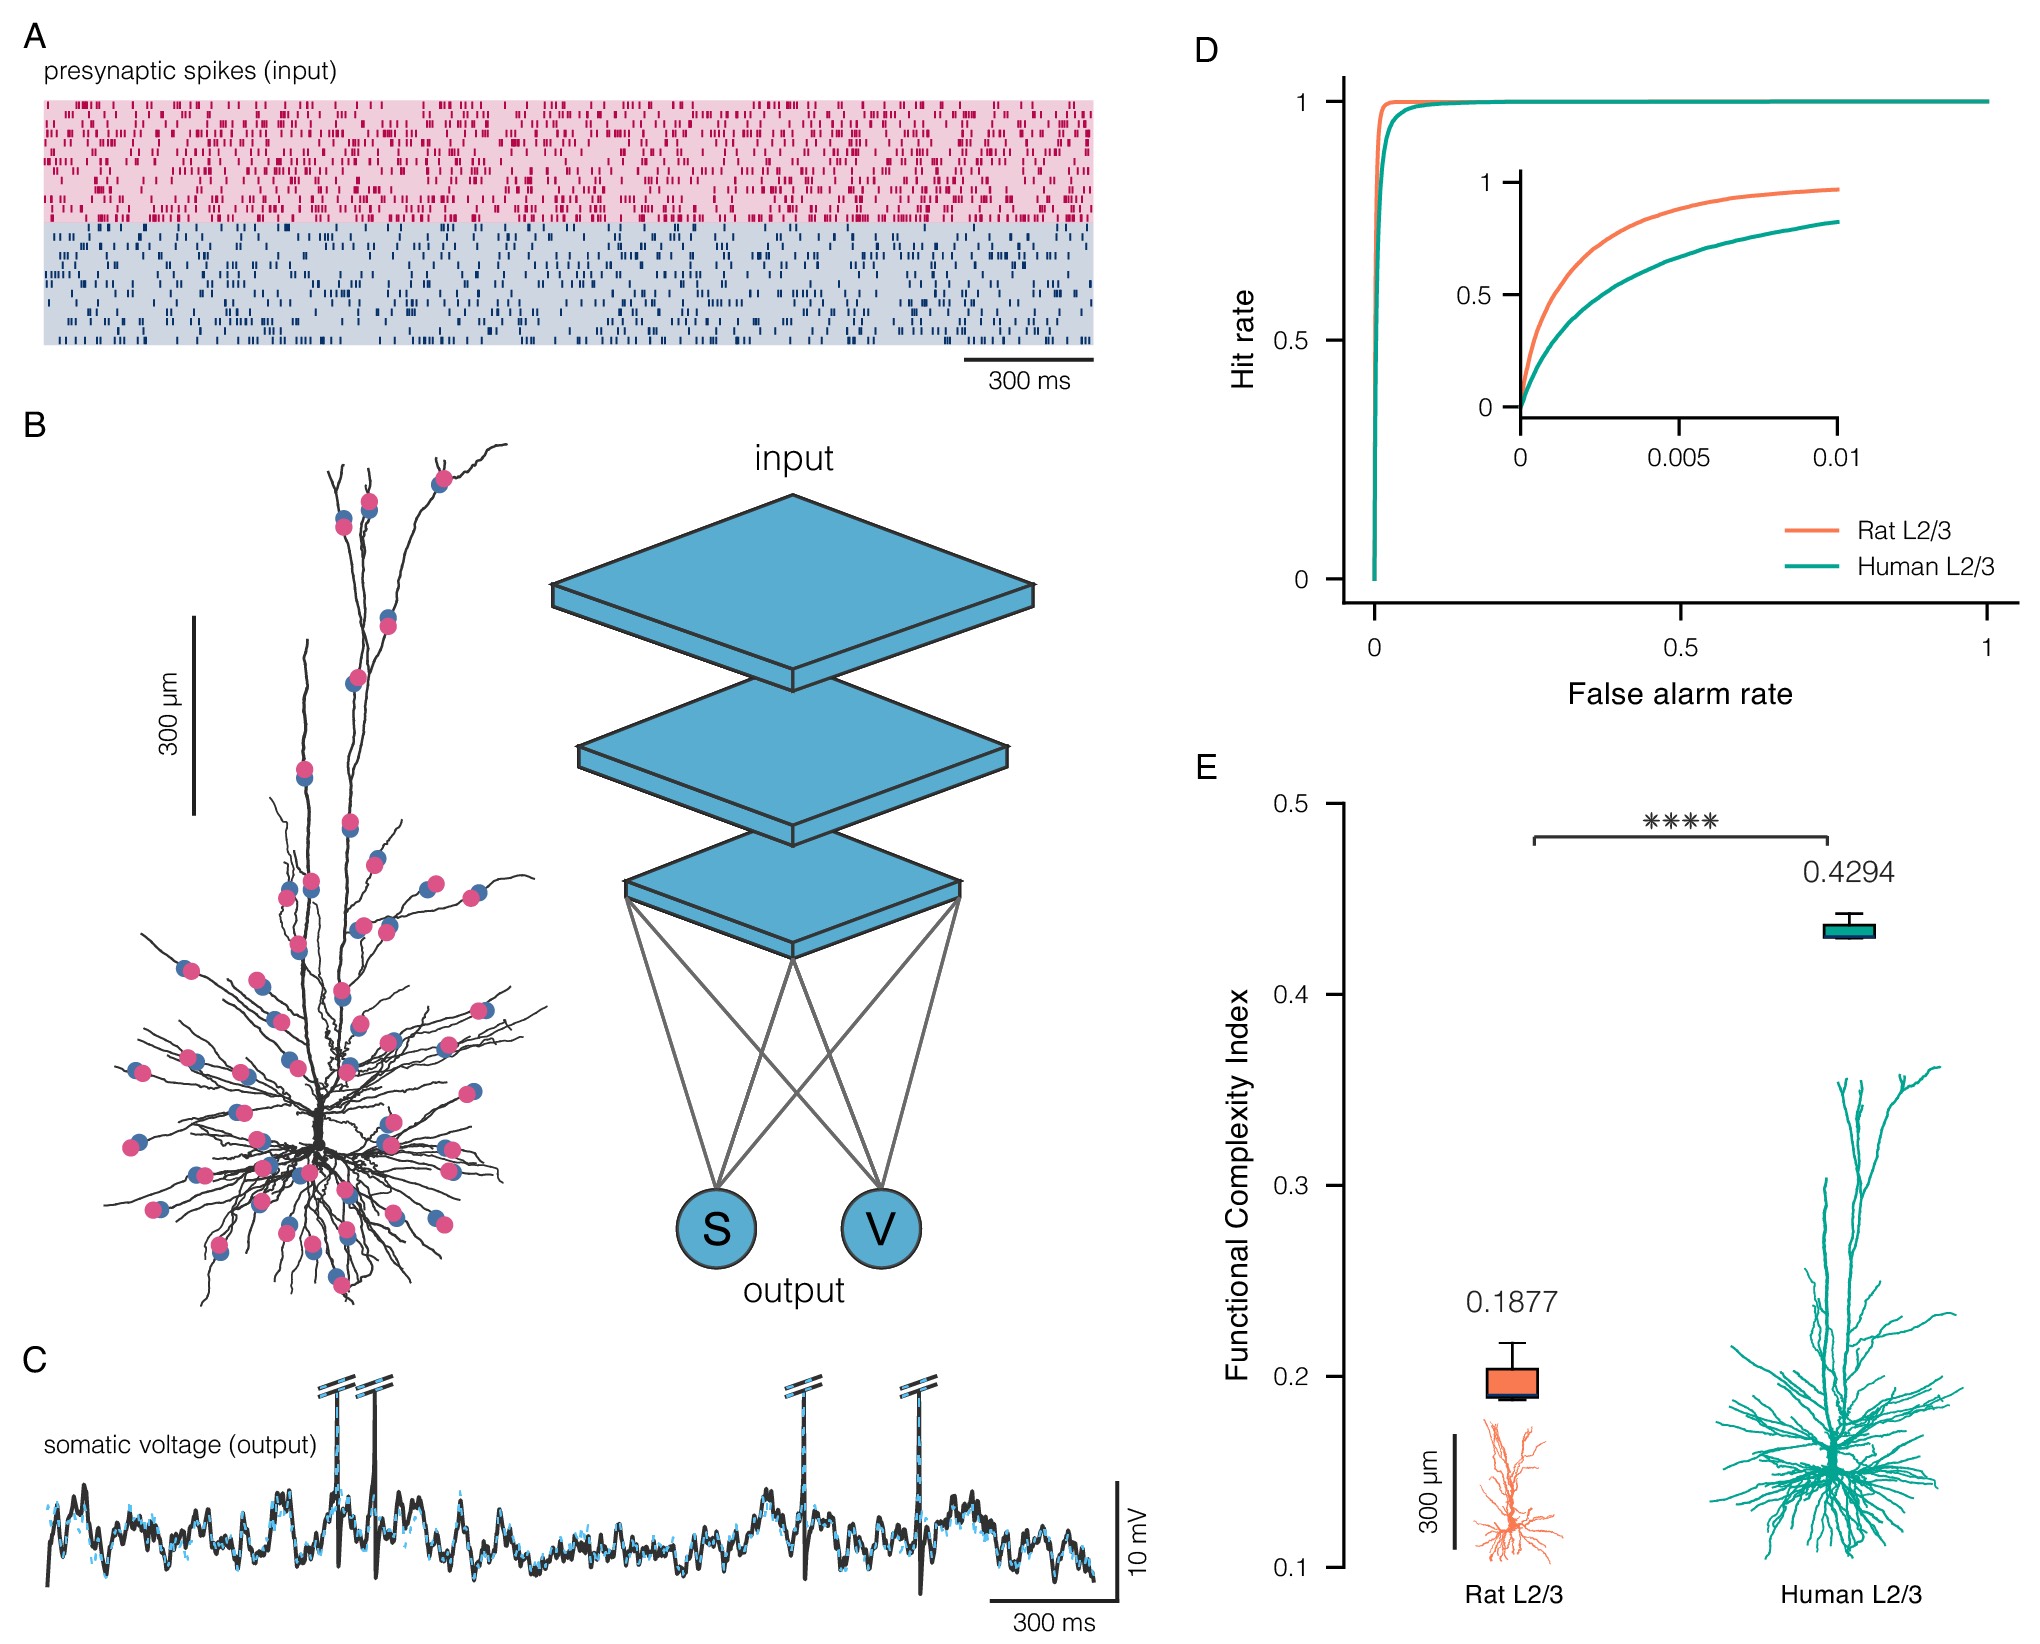 A
presynaptic spikes (input)
300 ms
B
300 µm
input
S
V
output
C
somatic voltage (output)
10 mV
300 ms
D
Hit rate
1
0.5
0
0
0.5
1
False alarm rate
1
0.5
0
0
0.005
0.01
Rat L2/3
Human L2/3
E
Functional Complexity Index
0.5
0.4
0.3
0.2
0.1
****
0.4294
0.1877
300 µm
Rat L2/3
Human L2/3